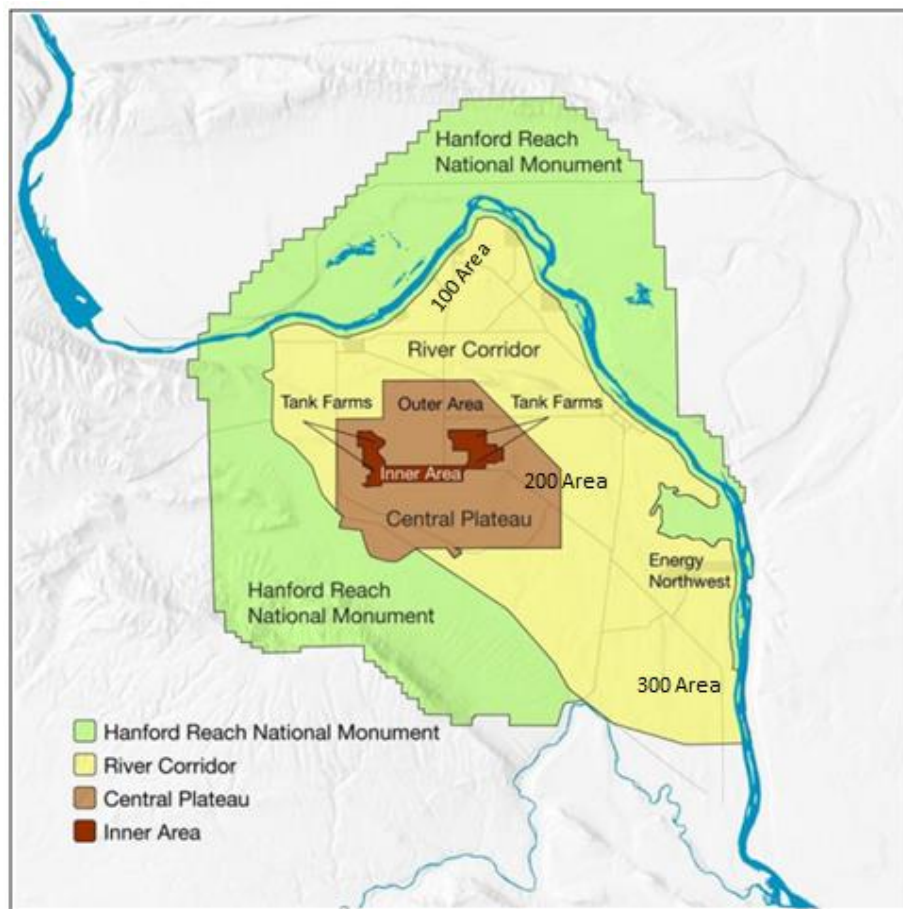 Hanford Reach
National Monument
100 Area
River Corridor
Tank Farms
Outer Area
Tank Farms
Inner Area
200 Area
Central Plateau
Energy
Northwest
Hanford Reach
National Monument
300 Area
Hanford Reach National Monument
River Corridor
Central Plateau
Inner Area